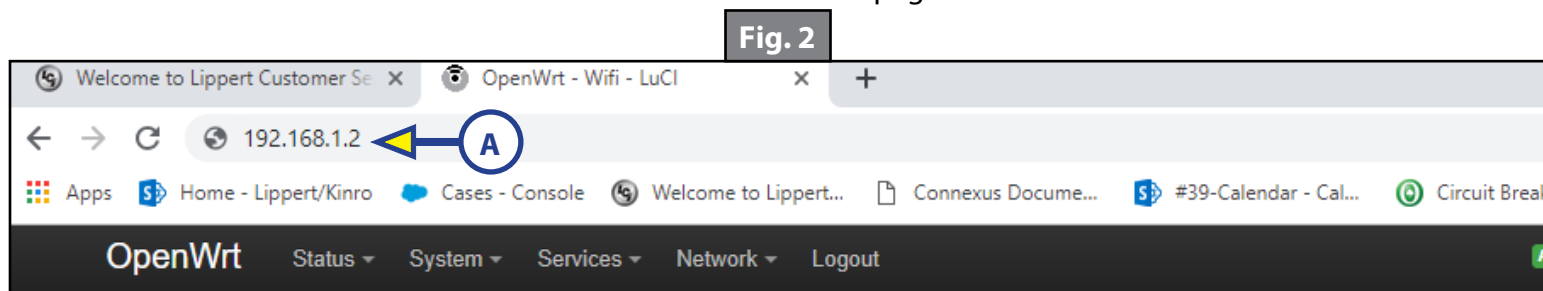 Fig. 2
Welcome to Lippert Customer Se OpenWrt - Wifi - LuCI
192.168.1.2 A
Apps Home - Lippert/Kinro Cases - Console Welcome to Lippert... Connexus Docume... #39-Calendar - Cal... Circuit Break
OpenWrt Status System Services Network Logout